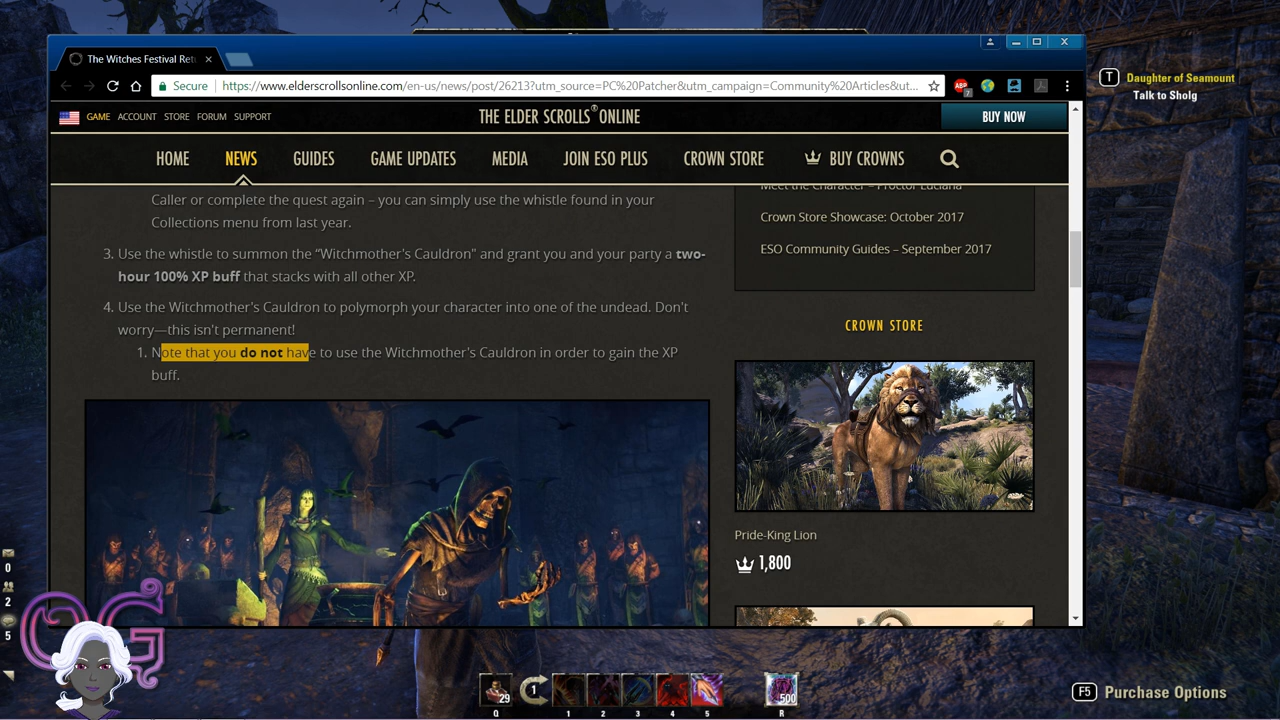 The Witches Festival Ret
Secure https://www.elderscrollsonline.com/en-us/news/post/26213?utm_source=PC%20Patcher&utm_campaign=Community%20Articles&ut...
ABP
7
GAME ACCOUNT STORE FORUM SUPPORT
THE ELDER SCROLLS® ONLINE
BUY NOW
HOME NEWS GUIDES GAME UPDATES MEDIA JOIN ESO PLUS CROWN STORE BUY CROWNS
Caller or complete the quest again – you can simply use the whistle found in your
Collections menu from last year.
3. Use the whistle to summon the “Witchmother's Cauldron" and grant you and your party a two-
hour 100% XP buff that stacks with all other XP.
4. Use the Witchmother's Cauldron to polymorph your character into one of the undead. Don't
worry—this isn't permanent!
1. Note that you do not have to use the Witchmother's Cauldron in order to gain the XP
buff.
Meet the Character – Proctor Luciana
Crown Store Showcase: October 2017
ESO Community Guides – September 2017
CROWN STORE
Pride-King Lion
1,800
T Daughter of Seamount
Talk to Sholg
0
2
5
OG
29
1
500
Q 1 2 3 4 5 R
F5 Purchase Options